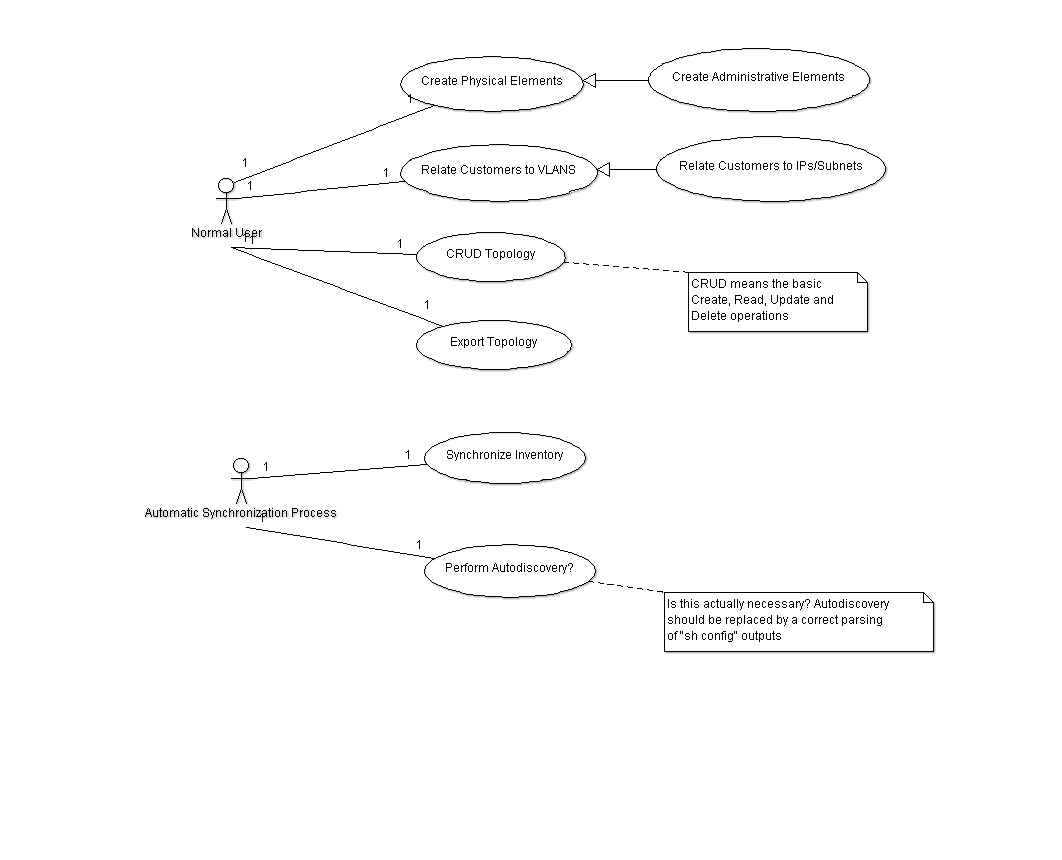 Create Physical Elements
Create Administrative Elements
1
1
Relate Customers to VLANS
Relate Customers to IPs/Subnets
1
1
Normal User
1
1
1
CRUD Topology
CRUD means the basic
Create, Read, Update and
Delete operations
1
Export Topology
Synchronize Inventory
1
1
Automatic Synchronization Process
1
1
Perform Autodiscovery?
Is this actually necessary? Autodiscovery
should be replaced by a correct parsing
of "sh config" outputs